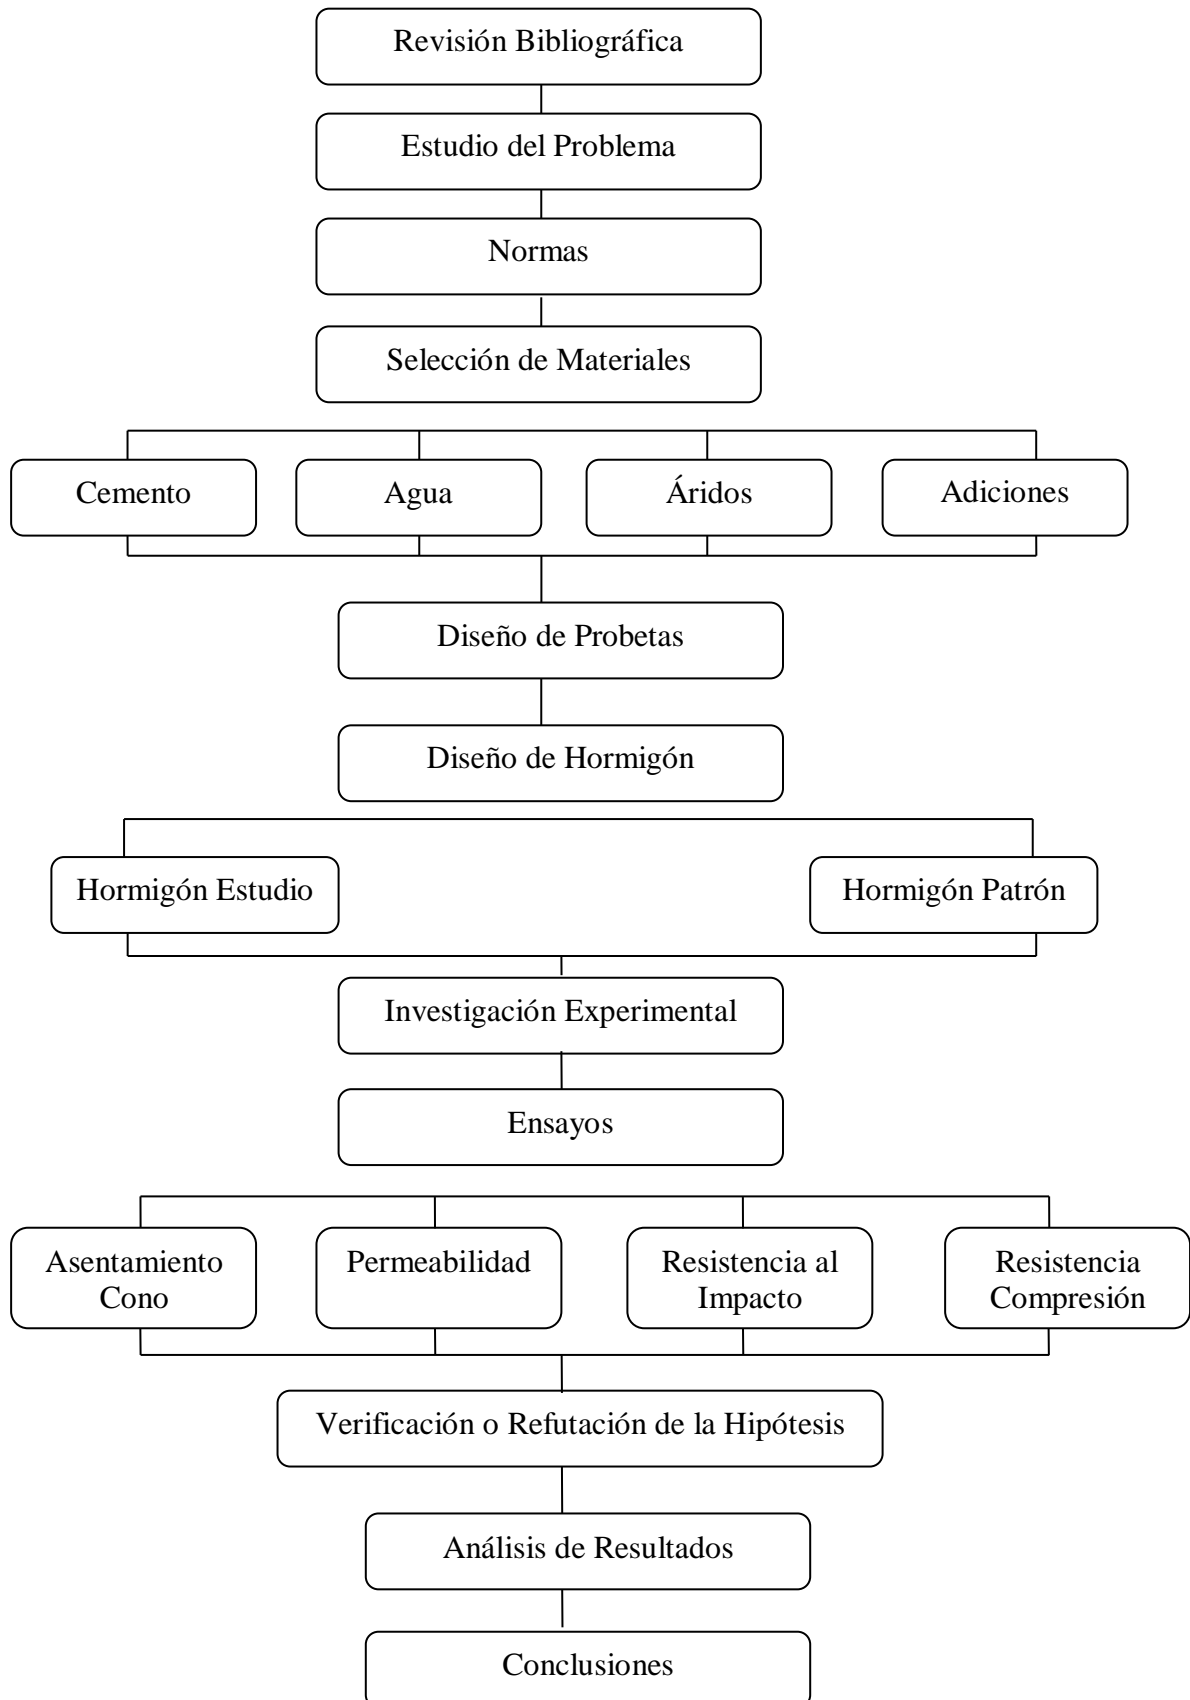 Revisión Bibliográfica
Estudio del Problema
Normas
Selección de Materiales
Cemento
Agua
Áridos
Adiciones
Diseño de Probetas
Diseño de Hormigón
Hormigón Estudio
Hormigón Patrón
Investigación Experimental
Ensayos
Asentamiento
Cono
Permeabilidad
Resistencia al
Impacto
Resistencia
Compresión
Verificación o Refutación de la Hipótesis
Análisis de Resultados
Conclusiones